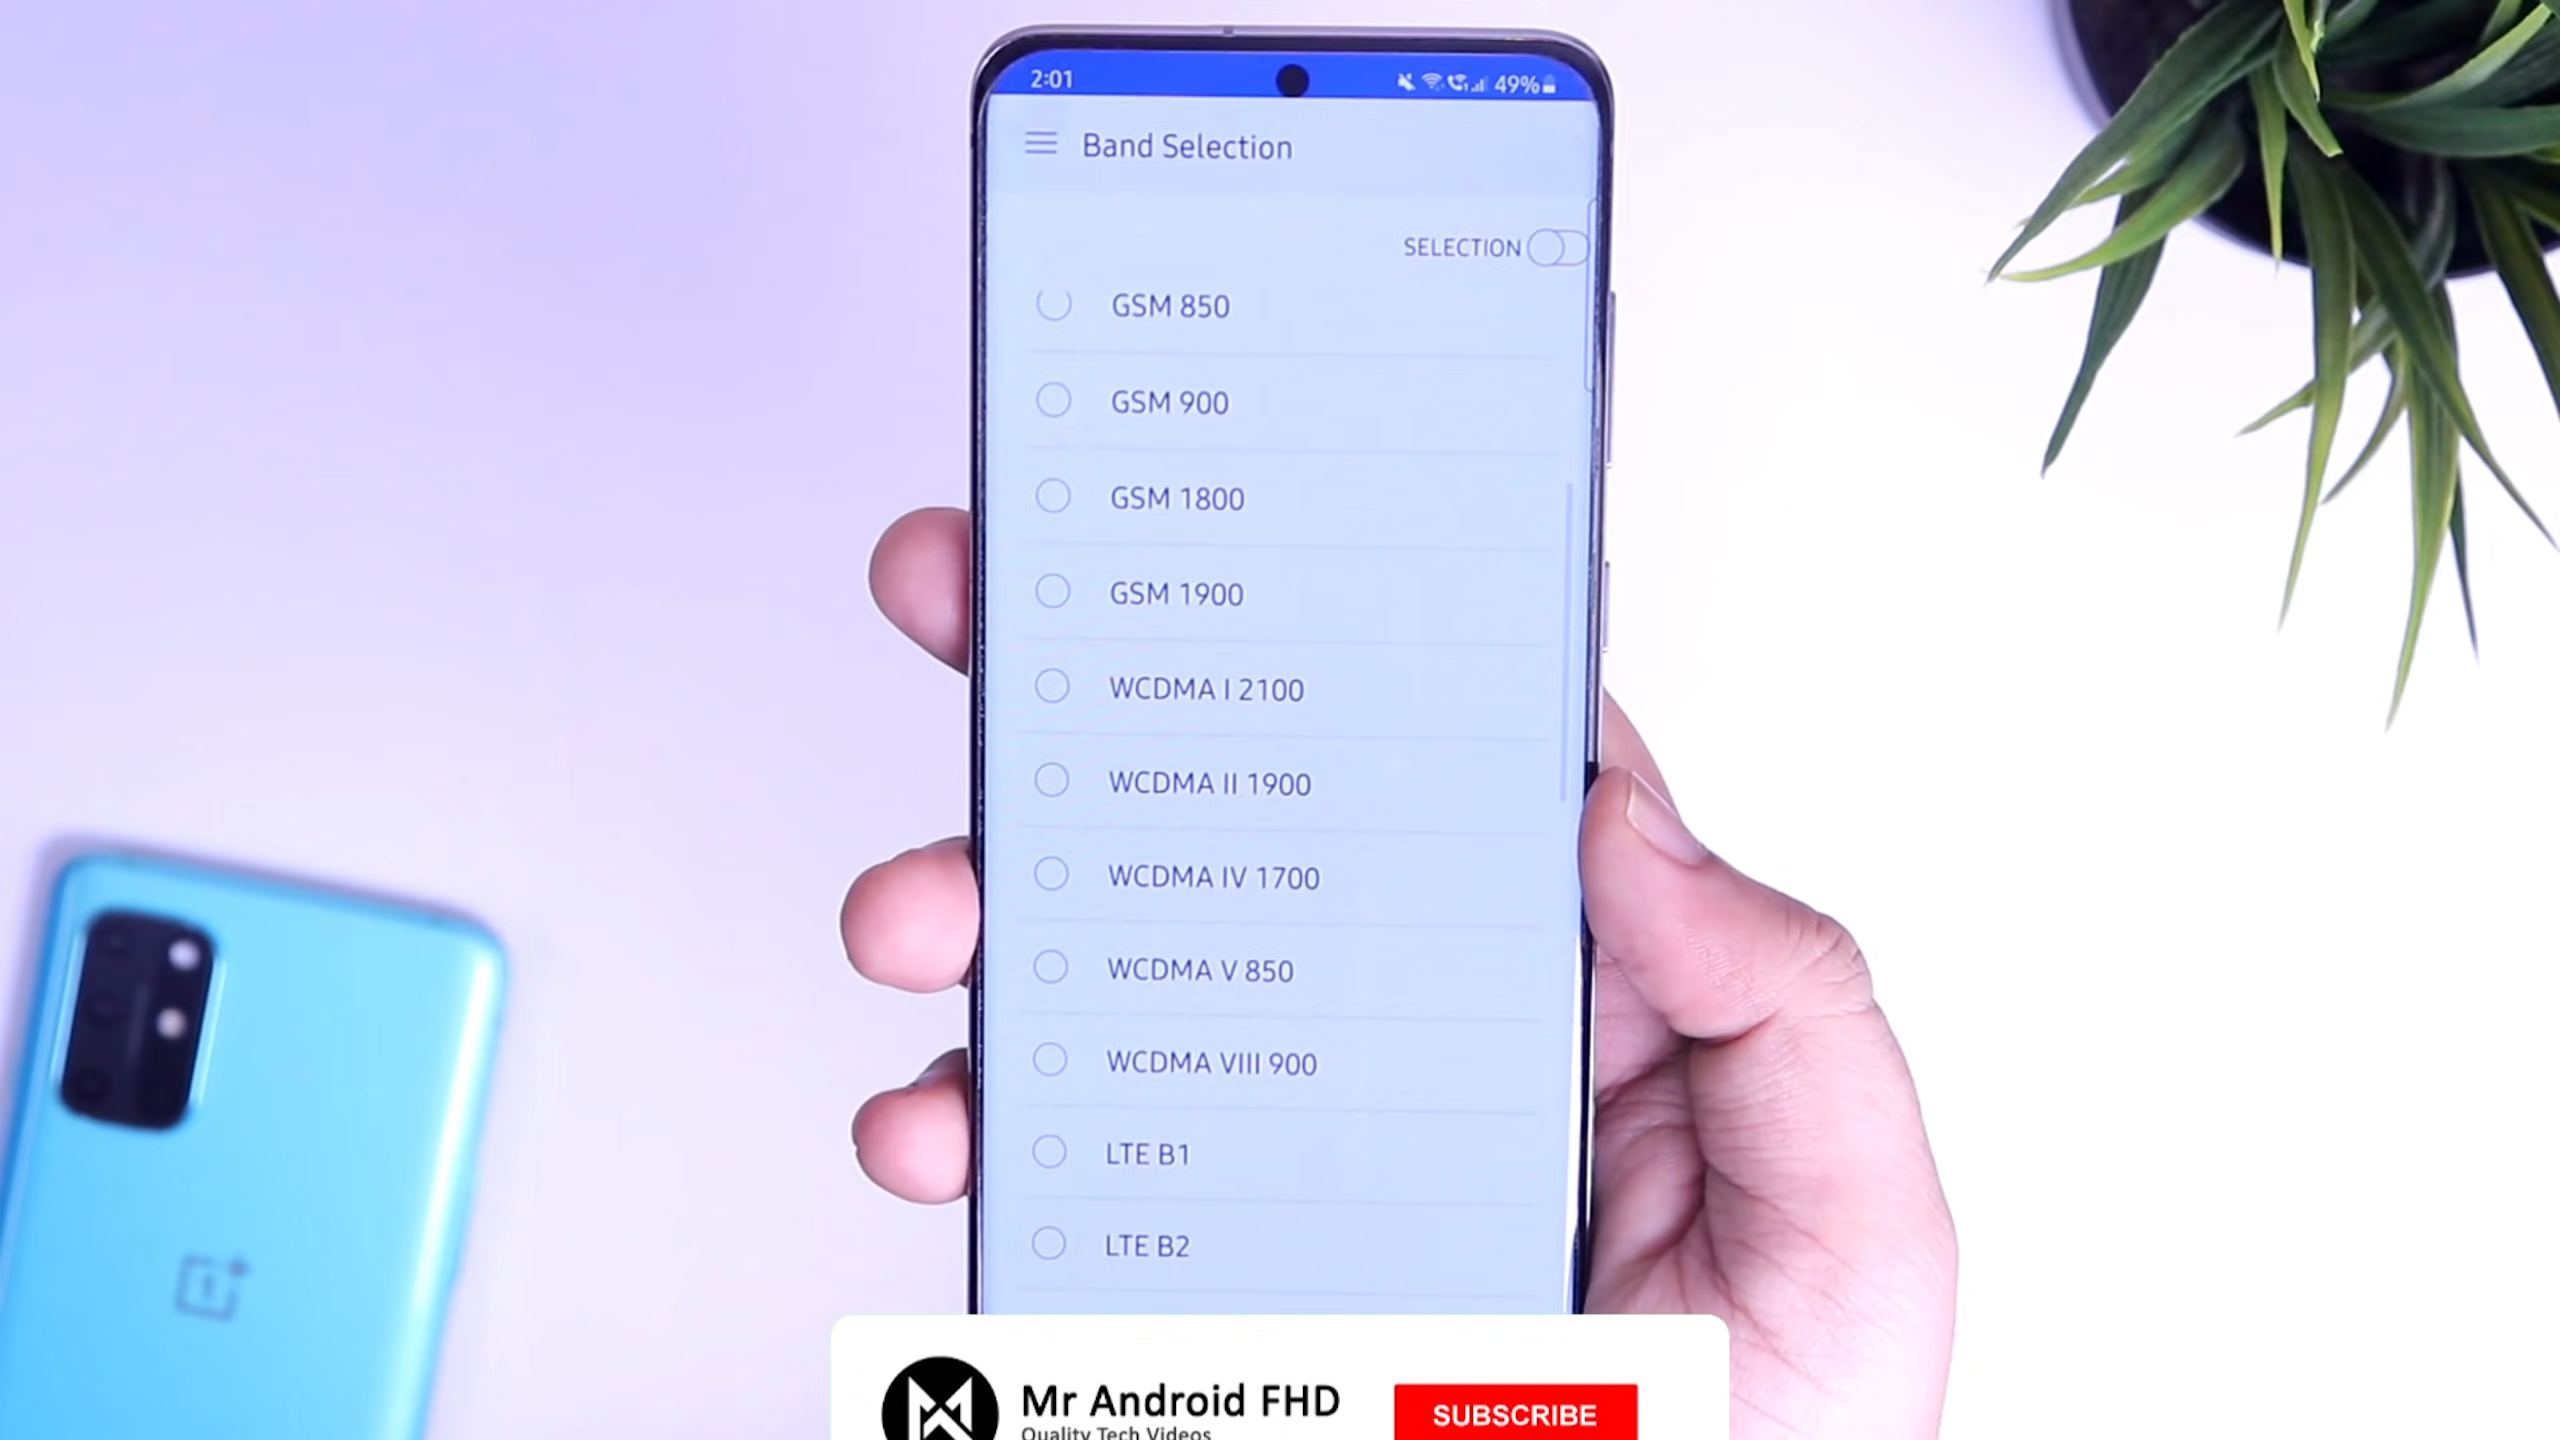 2:01
49%
Band Selection
SELECTION
GSM 850
GSM 900
GSM 1800
GSM 1900
WCDMA I 2100
WCDMA II 1900
WCDMA IV 1700
WCDMA V 850
WCDMA VIII 900
LTE B1
LTE B2
Mr Android FHD
SUBSCRIBE
Quality Tech Videos